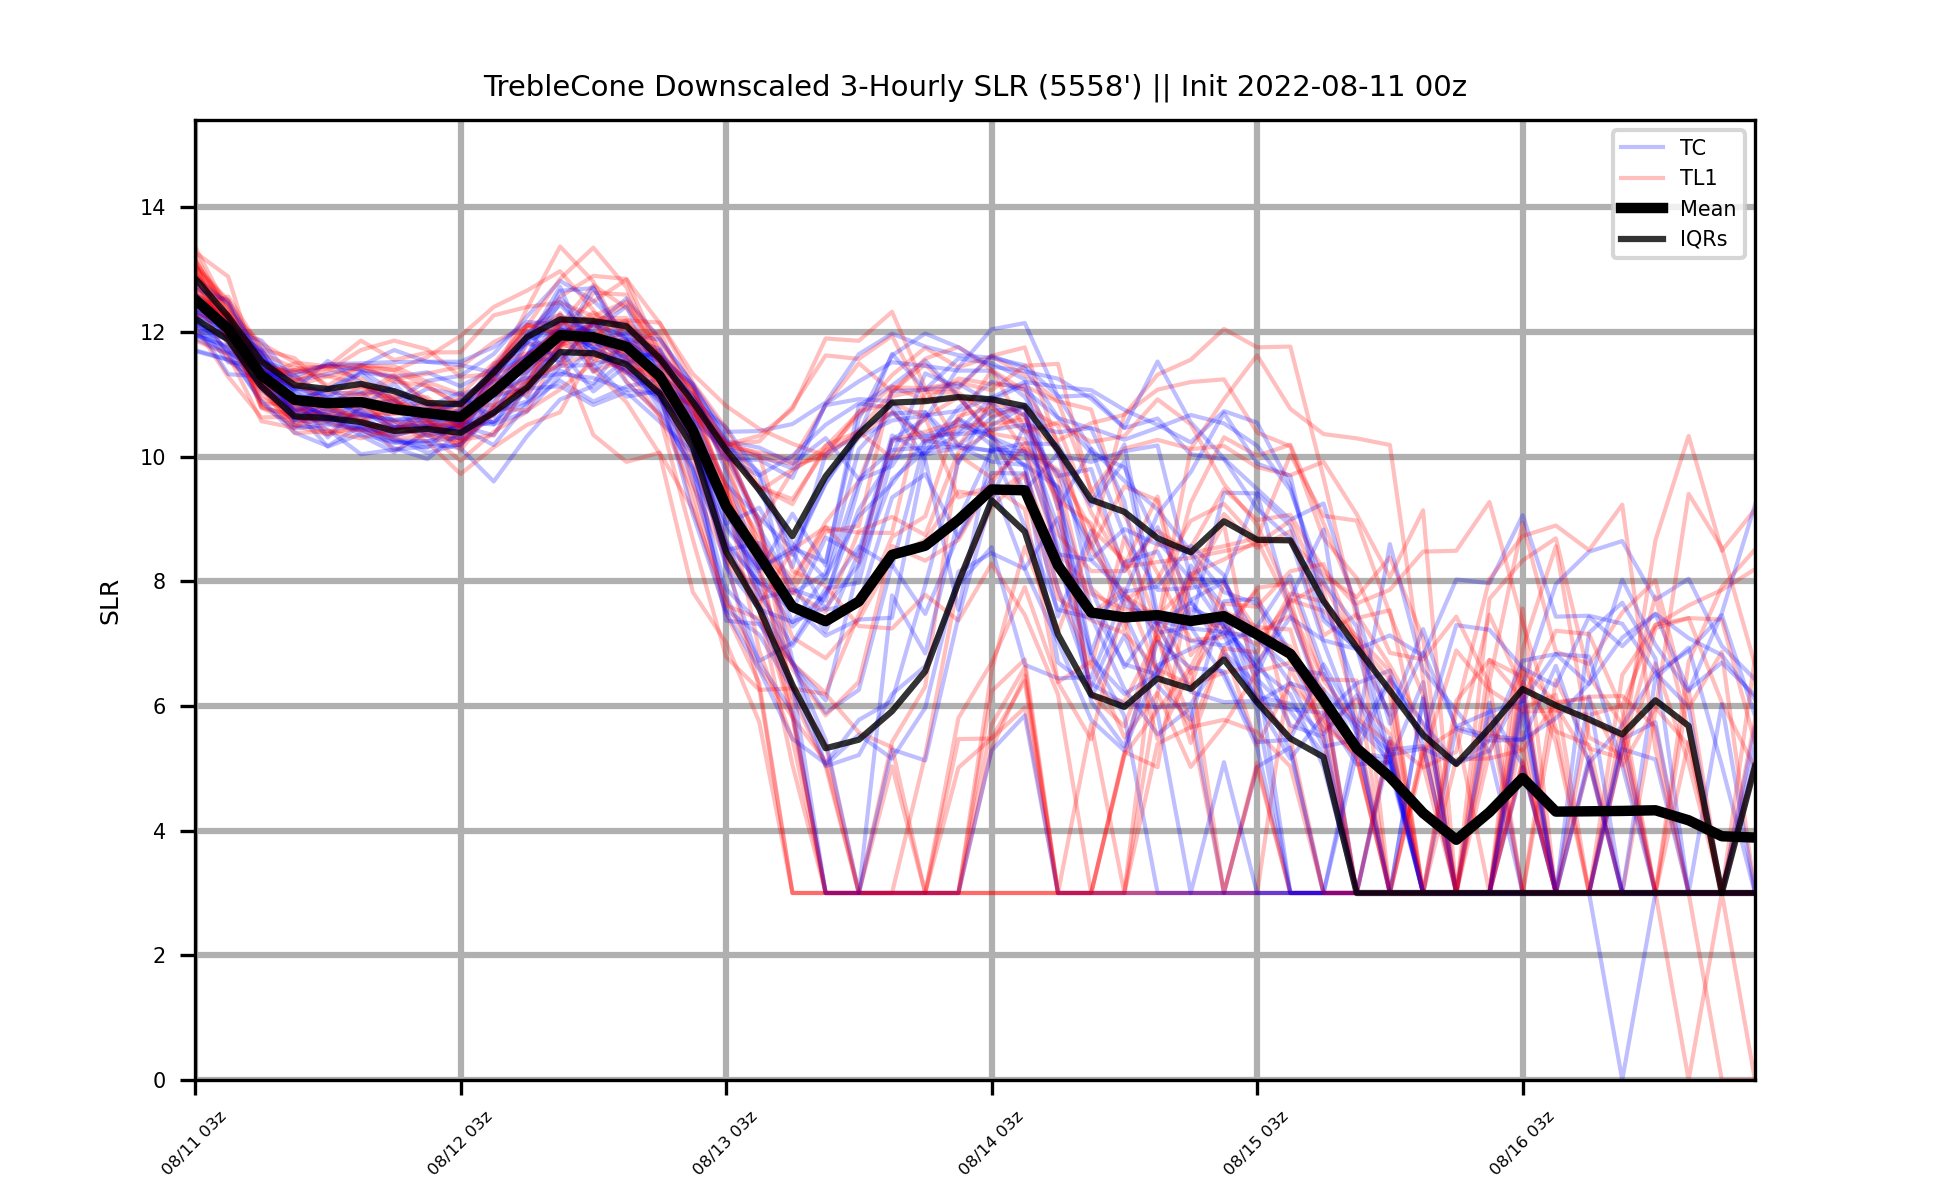 TrebleCone Downscaled 3-Hourly SLR (5558') || Init 2022-08-11 00z
TC
TL1
Mean
IQRs
SLR
14
12
10
8
6
4
2
0
08/11 03z
08/12 03z
08/13 03z
08/14 03z
08/15 03z
08/16 03z